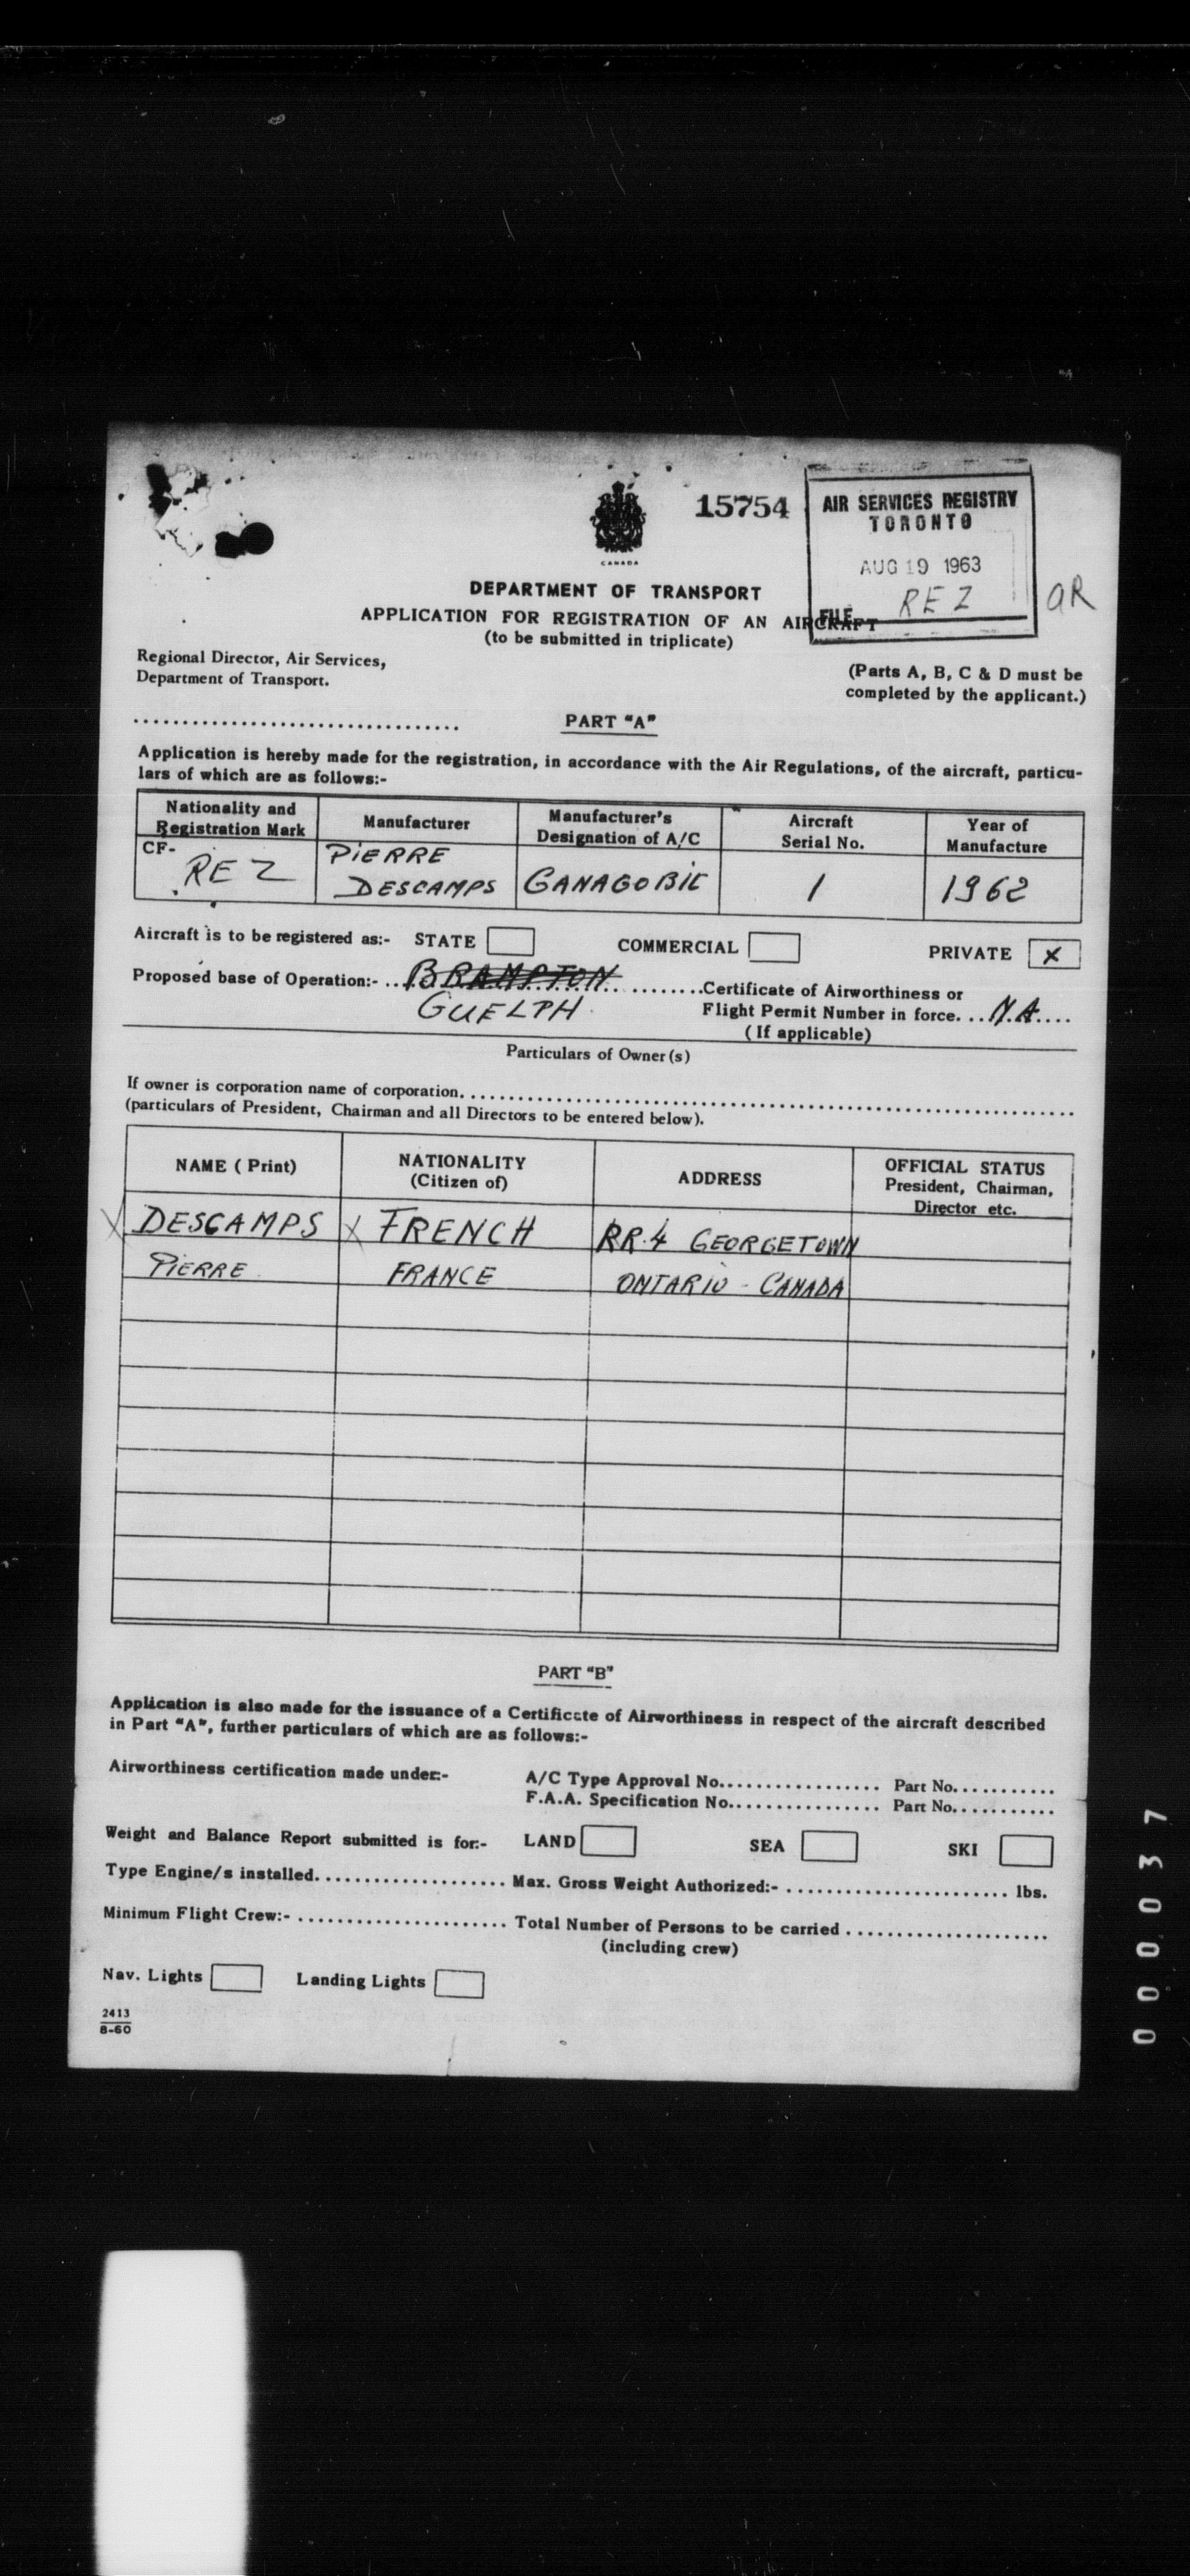 15754
AIR SERVICES REGISTRY
TORONTO
AUG 19 1963
FILE REZ
CANADA
DEPARTMENT OF TRANSPORT
APPLICATION FOR REGISTRATION OF AN AIRCRAFT
(to be submitted in triplicate)
Regional Director, Air Services,
Department of Transport.
(Parts A, B, C & D must be
completed by the applicant.)
PART "A"
Application is hereby made for the registration, in accordance with the Air Regulations, of the aircraft, particu-
lars of which are as follows:-
Nationality and
Registration Mark
Manufacturer
Manufacturer's
Designation of A/C
Aircraft
Serial No.
Year of
Manufacture
CF-
REZ
PIERRE
DESCAMPS
GANAGOBIE
1
1962
Aircraft is to be registered as:- STATE COMMERCIAL PRIVATE X
Proposed base of Operation:- BRAMPTON
GUELPH
Certificate of Airworthiness or
Flight Permit Number in force. N.A.
(If applicable)
Particulars of Owner(s)
If owner is corporation name of corporation
(particulars of President, Chairman and all Directors to be entered below).
NAME (Print)
NATIONALITY
(Citizen of)
ADDRESS
OFFICIAL STATUS
President, Chairman,
Director etc.
X DESCAMPS X FRENCH RR.4 GEORGETOWN
PIERRE FRANCE ONTARIO - CANADA
PART "B"
Application is also made for the issuance of a Certificate of Airworthiness in respect of the aircraft described
in Part "A", further particulars of which are as follows:-
Airworthiness certification made under:-
A/C Type Approval No. Part No.
F.A.A. Specification No. Part No.
Weight and Balance Report submitted is for:- LAND SEA SKI
Type Engine/s installed. Max. Gross Weight Authorized:- lbs.
Minimum Flight Crew:- Total Number of Persons to be carried
(including crew)
Nav. Lights Landing Lights
2413
8-60
000037